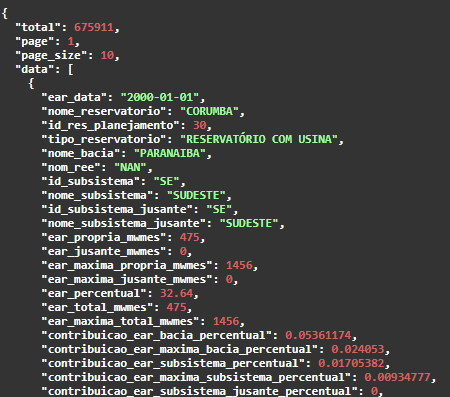 {
"total": 675911,
"page": 1,
"page_size": 10,
"data": [
{
"ear_data": "2000-01-01",
"nome_reservatorio": "CORUMBA",
"id_res_planejamento": 30,
"tipo_reservatorio": "RESERVATÓRIO COM USINA",
"nome_bacia": "PARANAIBA",
"nom_ree": "NAN",
"id_subsistema": "SE",
"nome_subsistema": "SUDESTE",
"id_subsistema_jusante": "SE",
"nome_subsistema_jusante": "SUDESTE",
"ear_propria_mwmes": 475,
"ear_jusante_mwmes": 0,
"ear_maxima_propria_mwmes": 1456,
"ear_maxima_jusante_mwmes": 0,
"ear_percentual": 32.64,
"ear_total_mwmes": 475,
"ear_maxima_total_mwmes": 1456,
"contribuicao_ear_bacia_percentual": 0.05361174,
"contribuicao_ear_maxima_bacia_percentual": 0.024053,
"contribuicao_ear_subsistema_percentual": 0.01705382,
"contribuicao_ear_maxima_subsistema_percentual": 0.00934777,
"contribuicao_ear_subsistema_jusante_percentual": 0,